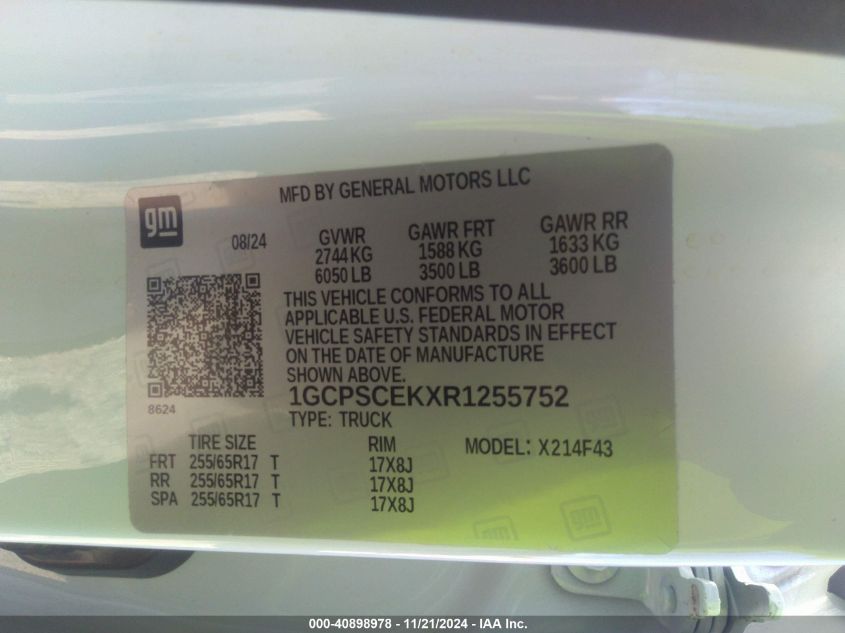 MFD BY GENERAL MOTORS LLC
gm
08/24
GVWR
2744 KG
6050 LB
GAWR FRT
1588 KG
3500 LB
GAWR RR
1633 KG
3600 LB
THIS VEHICLE CONFORMS TO ALL
APPLICABLE U.S. FEDERAL MOTOR
VEHICLE SAFETY STANDARDS IN EFFECT
ON THE DATE OF MANUFACTURE
SHOWN ABOVE.
8624
1GCPSCEKXR1255752
TYPE: TRUCK
TIRE SIZE RIM MODEL: X214F43
FRT 255/65R17 T 17X8J
RR 255/65R17 T 17X8J
SPA 255/65R17 T 17X8J
gm
gm
000-40898978 - 11/21/2024 - IAA Inc.